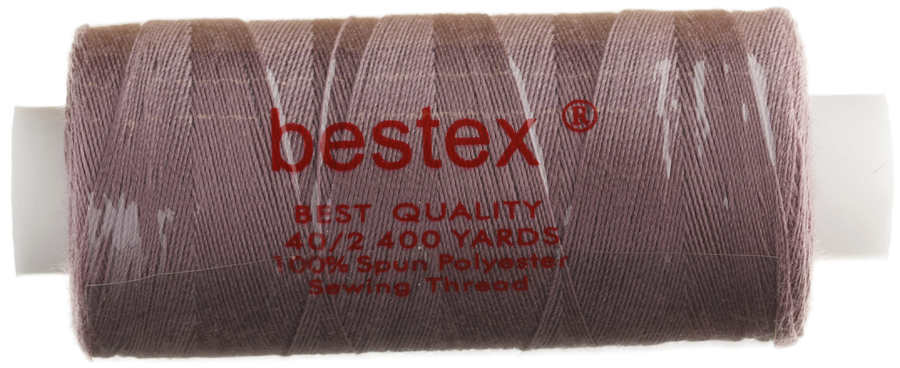 bestex ®
BEST QUALITY
40/2 400 YARDS
100% Spun Polyester
Sewing Thread